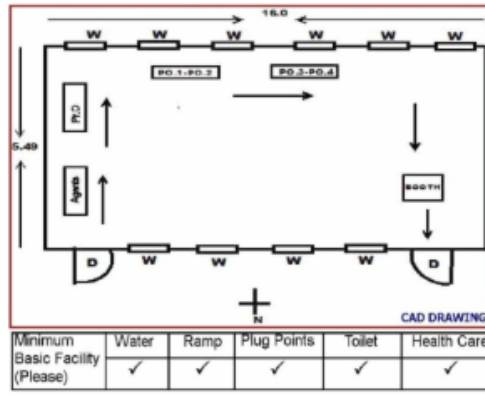 16.0
W W W W W W
PO.1-PO.2 PO.3-PO.4
Pr.O
5.49
Agents
BOOTH
D W W W W D
N
CAD DRAWING
Minimum Basic Facility (Please) Water Ramp Plug Points Toilet Health Care
✓ ✓ ✓ ✓ ✓